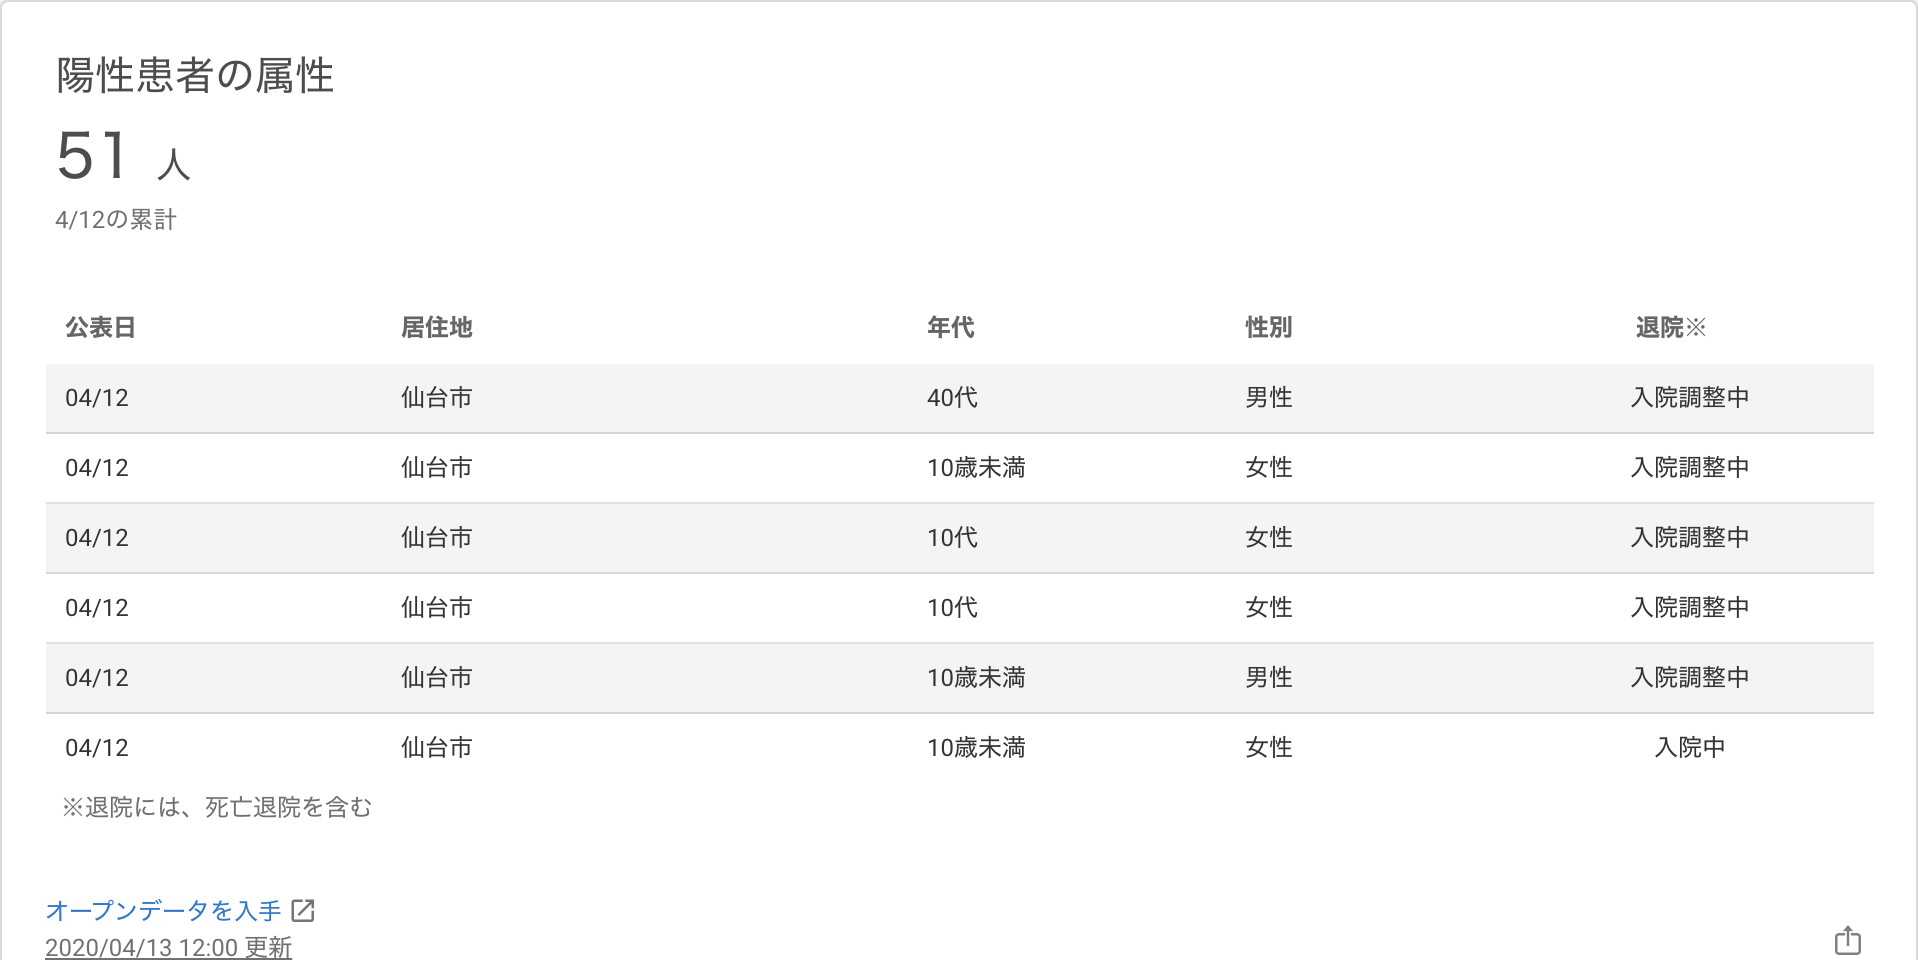 陽性患者の属性
51 人
4/12の累計
公表日 居住地 年代 性別 退院※
04/12 仙台市 40代 男性 入院調整中
04/12 仙台市 10歳未満 女性 入院調整中
04/12 仙台市 10代 女性 入院調整中
04/12 仙台市 10代 女性 入院調整中
04/12 仙台市 10歳未満 男性 入院調整中
04/12 仙台市 10歳未満 女性 入院中
※退院には、死亡退院を含む
オープンデータを入手
2020/04/13 12:00 更新